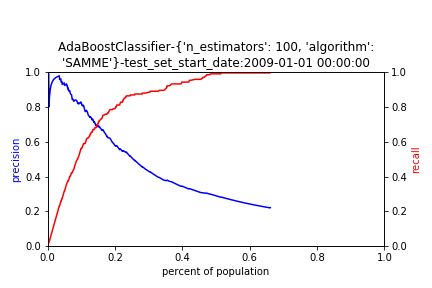 AdaBoostClassifier-{'n_estimators': 100, 'algorithm':
'SAMME'}-test_set_start_date:2009-01-01 00:00:00
1.0
0.8
0.6
0.4
0.2
0.0
precision
1.0
0.8
0.6
0.4
0.2
0.0
recall
0.0 0.2 0.4 0.6 0.8 1.0
percent of population